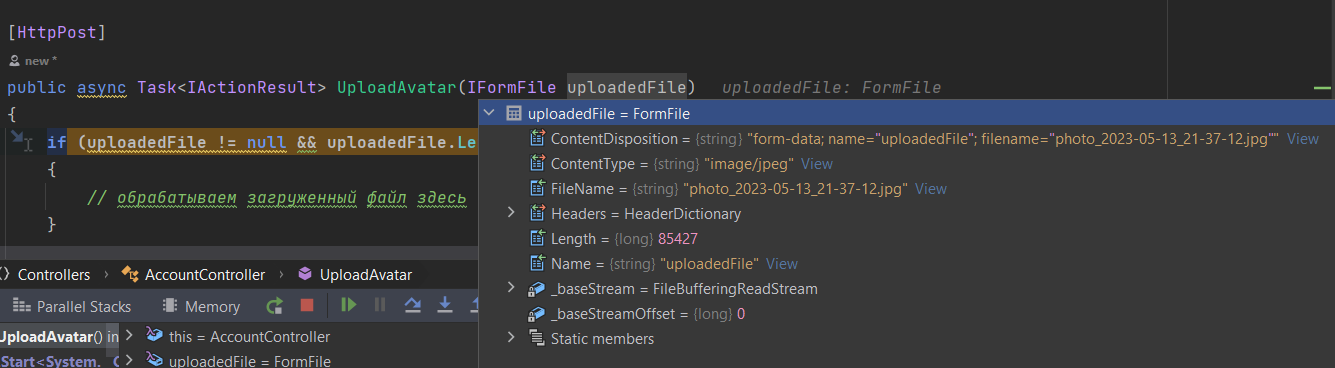 [HttpPost]
new *
public async Task<IActionResult> UploadAvatar(IFormFile uploadedFile) uploadedFile: FormFile
{
uploadedFile = FormFile
ContentDisposition = {string} "form-data; name="uploadedFile"; filename="photo_2023-05-13_21-37-12.jpg"" View
if (uploadedFile != null && uploadedFile.Le
ContentType = {string} "image/jpeg" View
{
FileName = {string} "photo_2023-05-13_21-37-12.jpg" View
// обрабатываем загруженный файл здесь
Headers = HeaderDictionary
}
Length = {long} 85427
Name = {string} "uploadedFile" View
Controllers > AccountController > UploadAvatar
_baseStream = FileBufferingReadStream
Parallel Stacks Memory
_baseStreamOffset = {long} 0
UploadAvatar() in
this = AccountController
Static members
Start<System.
uploadedFile = FormFile